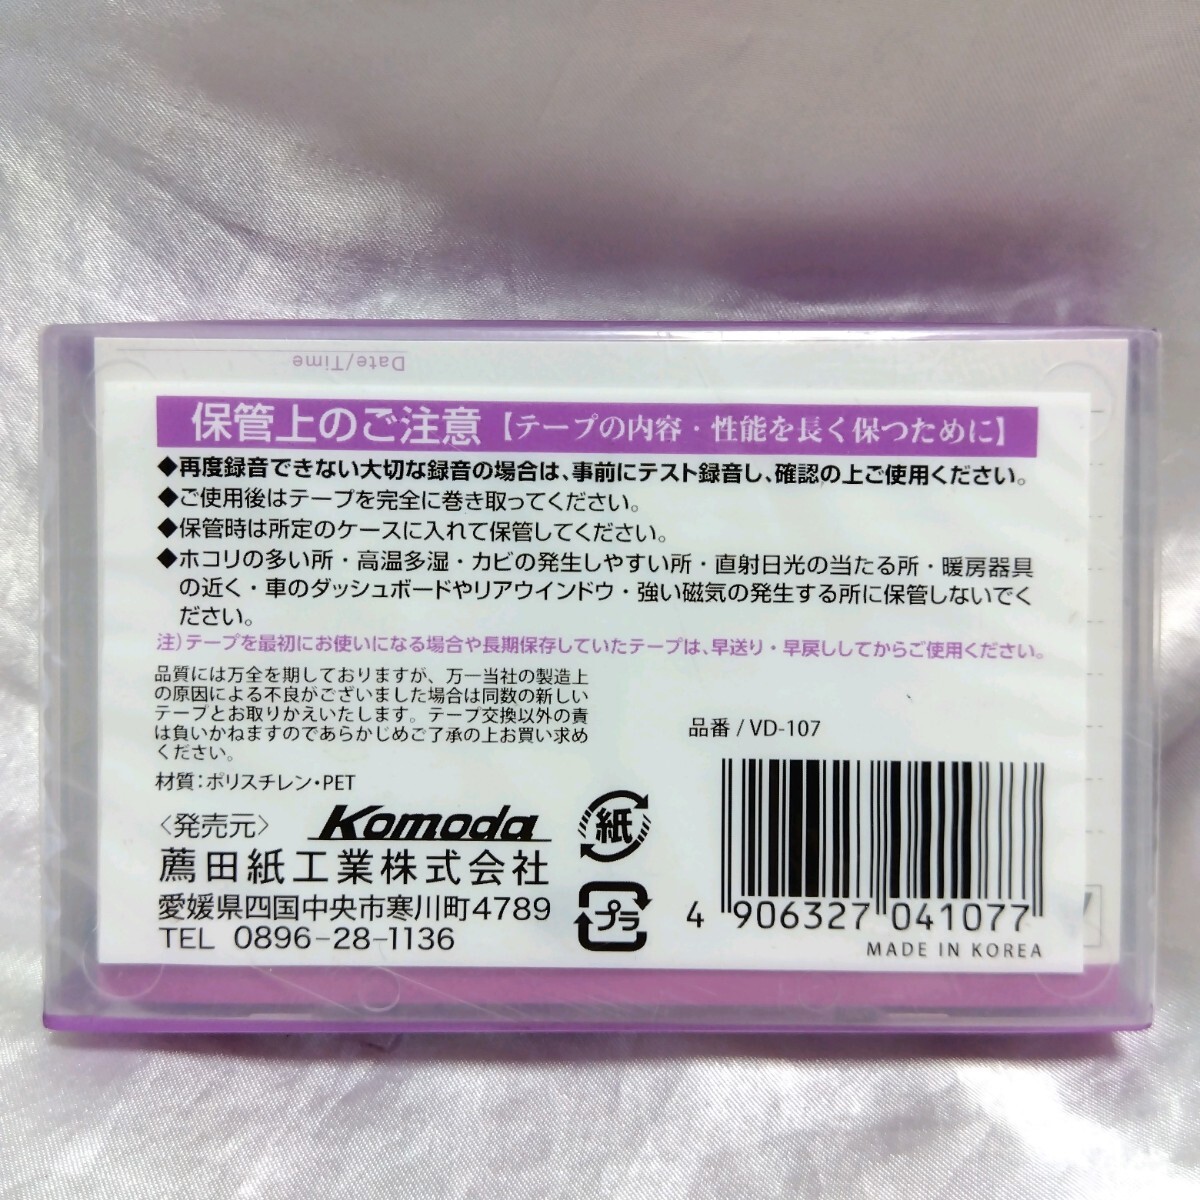 Date/Time
保管上のご注意【テープの内容・性能を長く保つために】
◆再度録音できない大切な録音の場合は、事前にテスト録音し、確認の上ご使用ください。
◆ご使用後はテープを完全に巻き取ってください。
◆保管時は所定のケースに入れて保管してください。
◆ホコリの多い所・高温多湿・カビの発生しやすい所・直射日光の当たる所・暖房器具
の近く・車のダッシュボードやリアウインドウ・強い磁気の発生する所に保管しないでく
ださい。
注)テープを最初にお使いになる場合や長期保存していたテープは、早送り・早戻ししてからご使用ください。
品質には万全を期しておりますが、万一当社の製造上
の原因による不良がございました場合は同数の新しい
テープとお取りかえいたします。テープ交換以外の責
は負いかねますのであらかじめご了承の上お買い求め
ください。
材質：ポリスチレン・PET
〈発売元〉 Komoda
薦田紙工業株式会社
愛媛県四国中央市寒川町4789
TEL 0896-28-1136
紙
プラ
品番 / VD-107
4 906327 041077
MADE IN KOREA